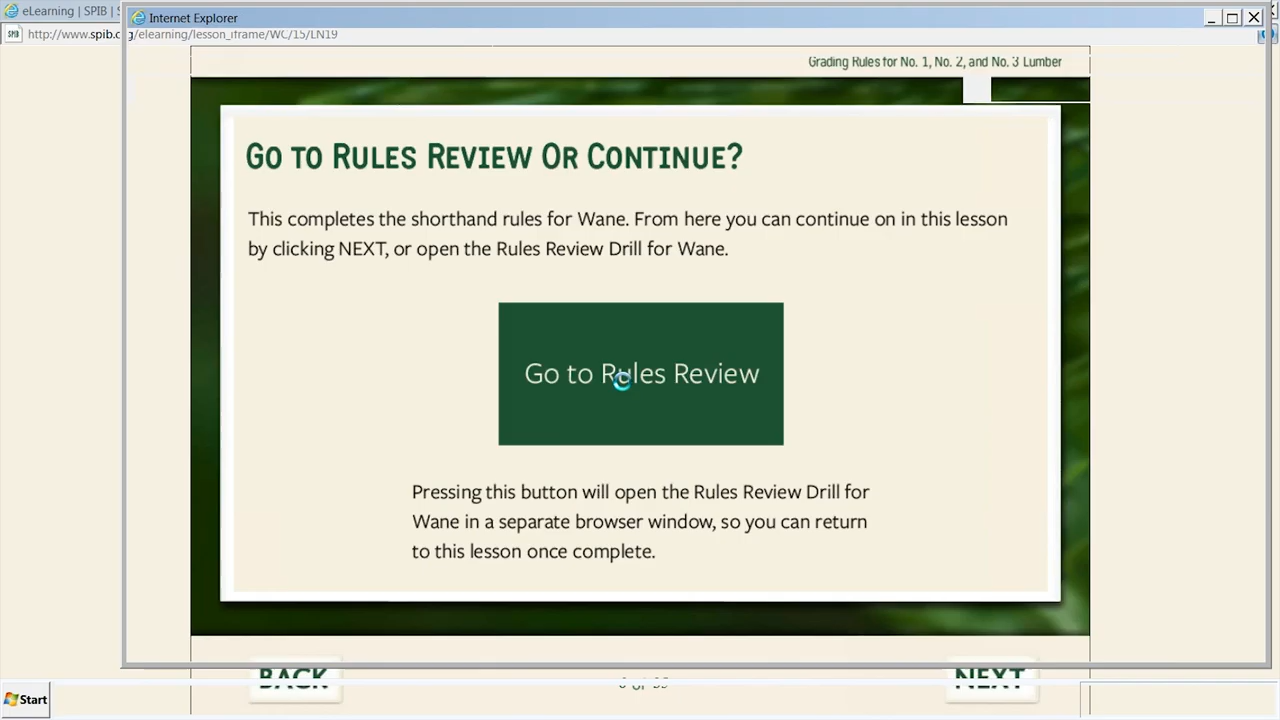 eLearning | SPIB | S
Internet Explorer
http://www.spib.org/elearning/lesson_iframe/WC/15/LN19
Grading Rules for No. 1, No. 2, and No. 3 Lumber
Go to Rules Review Or Continue?
This completes the shorthand rules for Wane. From here you can continue on in this lesson
by clicking NEXT, or open the Rules Review Drill for Wane.
Go to Rules Review
Pressing this button will open the Rules Review Drill for
Wane in a separate browser window, so you can return
to this lesson once complete.
BACK
NEXT
Start